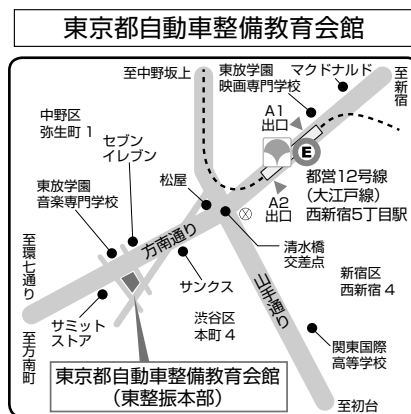 東京都自動車整備教育会館
至中野坂上
東放学園
映画専門学校
マクドナルド
至新宿
中野区
弥生町 1
A1
出口
E
セブン
イレブン
都営12号線
(大江戸線)
西新宿5丁目駅
A2
出口
松屋
東放学園
音楽専門学校
方南通り
清水橋
交差点
至環七通り
サンクス
山手通り
新宿区
西新宿 4
渋谷区
本町 4
サミット
ストア
至方南町
関東国際
高等学校
東京都自動車整備教育会館
(東整振本部)
至初台